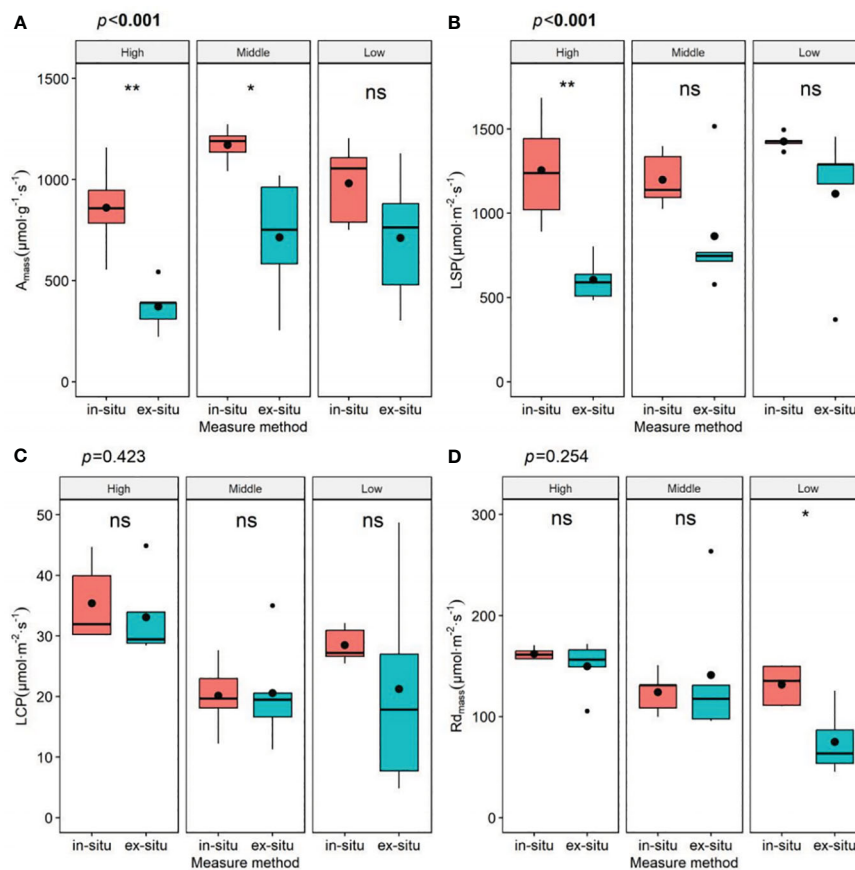 A
p<0.001
High
Middle
Low
**
*
ns
1500
1000
500
0
Amass(μmol·g⁻¹·s⁻¹)
in-situ ex-situ
in-situ ex-situ
in-situ ex-situ
Measure method
B
p<0.001
High
Middle
Low
**
ns
ns
1500
1000
500
0
LSP(μmol·m⁻²·s⁻¹)
in-situ ex-situ
in-situ ex-situ
in-situ ex-situ
Measure method
C
p=0.423
High
Middle
Low
ns
ns
ns
50
40
30
20
10
0
LCP(μmol·m⁻²·s⁻¹)
in-situ ex-situ
in-situ ex-situ
in-situ ex-situ
Measure method
D
p=0.254
High
Middle
Low
ns
ns
*
300
200
100
0
Rdmass(μmol·m⁻²·s⁻¹)
in-situ ex-situ
in-situ ex-situ
in-situ ex-situ
Measure method